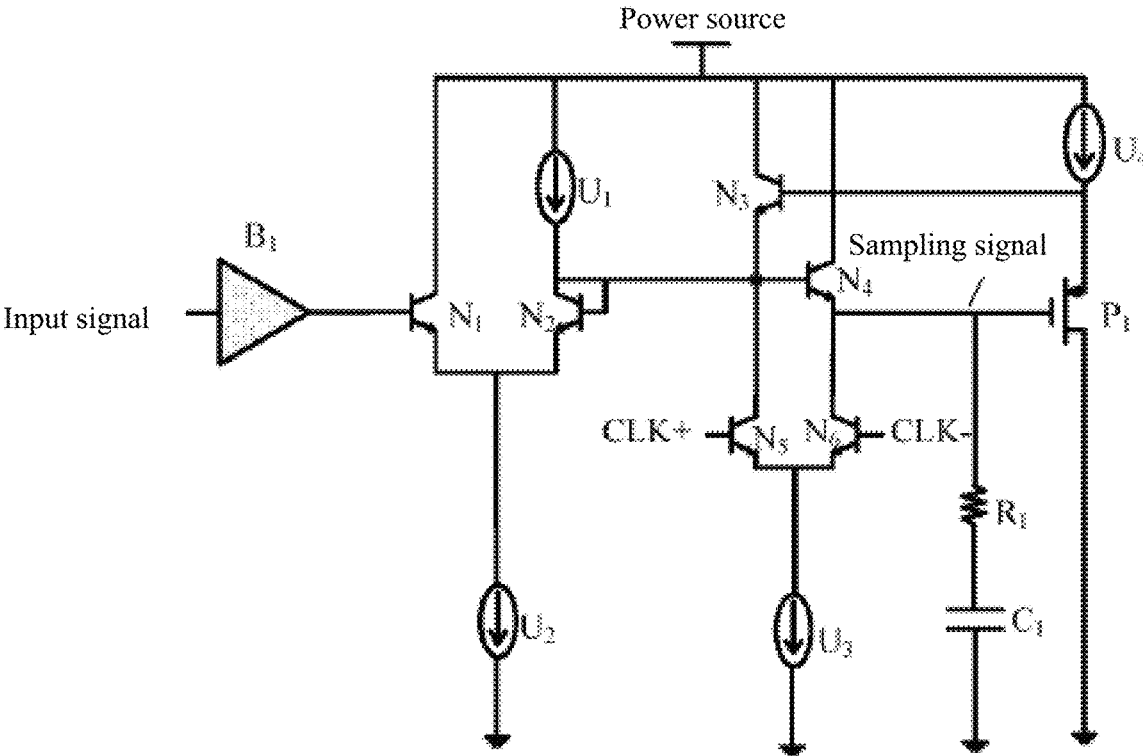 Power source
U₁
N₃
B₁
Sampling signal
N₄
Input signal
N₁
N₂
P₁
CLK+
N₅
N₆
CLK-
R₁
U₂
U₃
C₁